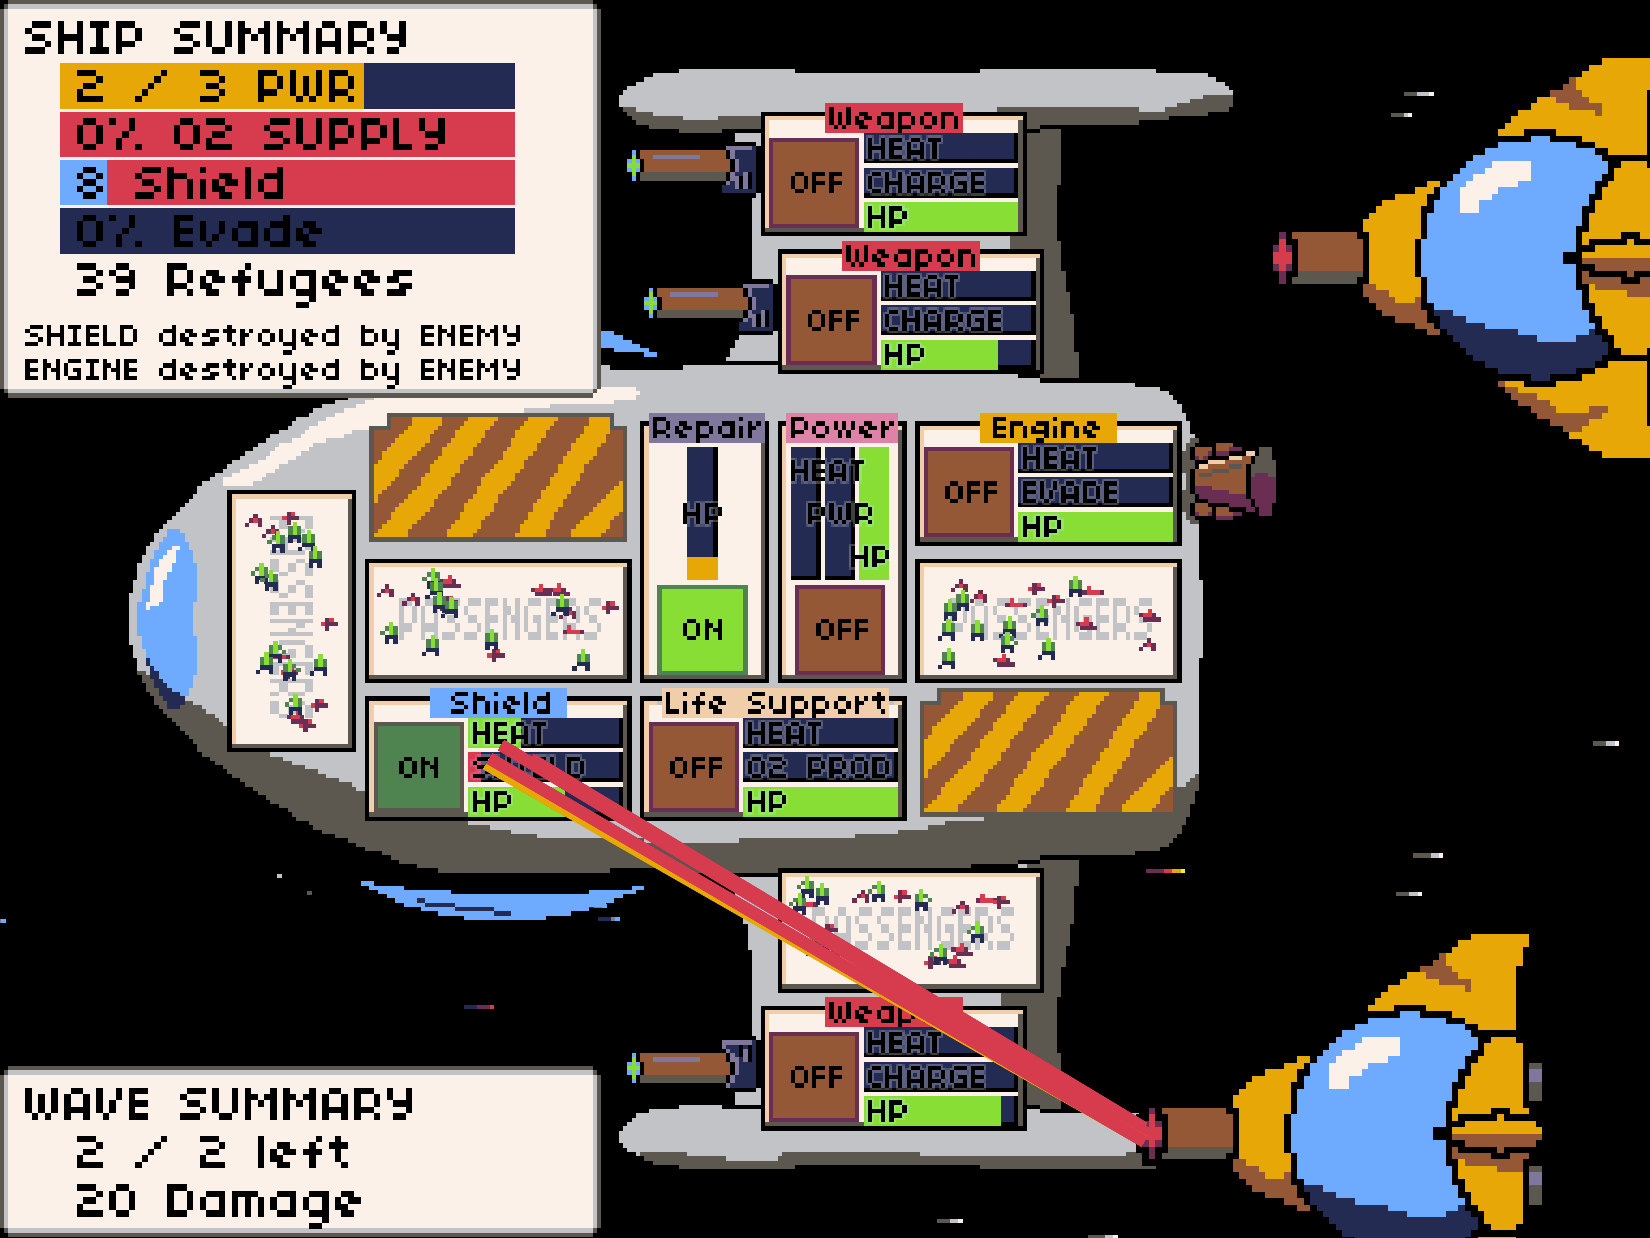 SHIP SUMMARY
2 / 3 PWR
0% O2 SUPPLY
8 Shield
0% Evade
39 Refugees
SHIELD destroyed by ENEMY
ENGINE destroyed by ENEMY
Weapon
OFF
HEAT
CHARGE
HP
Weapon
OFF
HEAT
CHARGE
HP
Repair
HP
ON
Power
HEAT
PWR
HP
OFF
Engine
OFF
HEAT
EVADE
HP
PASSENGERS
PASSENGERS
PASSENGERS
Shield
ON
HEAT
SHIELD
HP
Life Support
OFF
HEAT
O2 PROD
HP
PASSENGERS
Weapon
OFF
HEAT
CHARGE
HP
WAVE SUMMARY
2 / 2 left
20 Damage